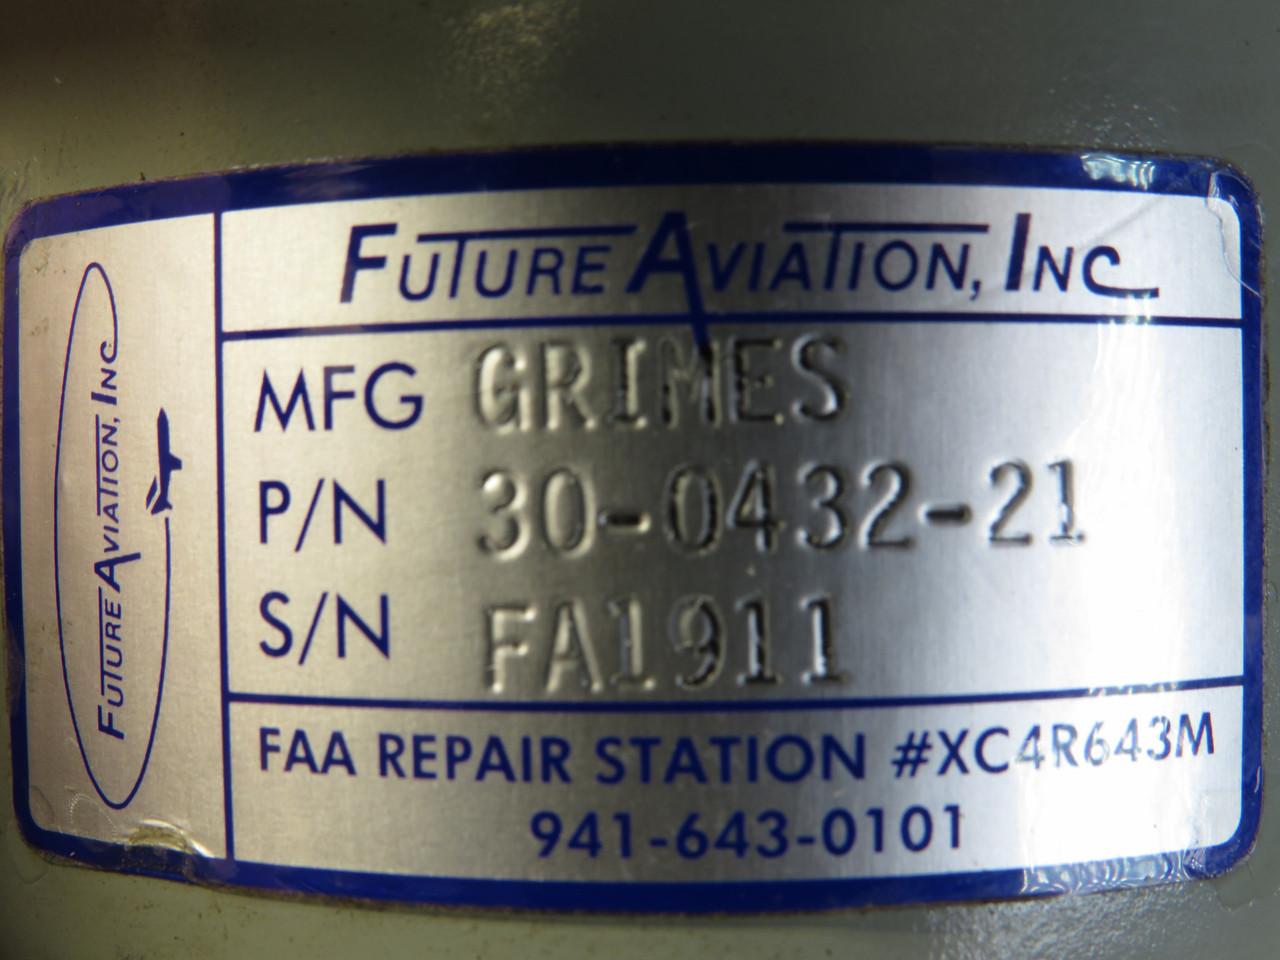 FUTURE AVIATION, INC
FUTURE AVIATION, INC
MFG GRIMES
P/N 30-0432-21
S/N FA1911
FAA REPAIR STATION #XC4R643M
941-643-0101